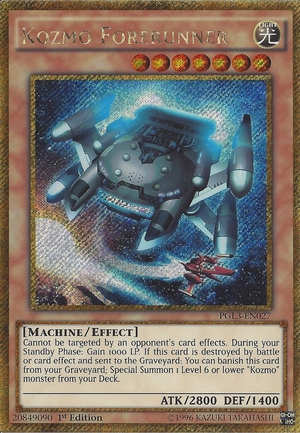 Kozmo Forerunner
LIGHT
光
PGL3-EN027
[Machine/Effect]
Cannot be targeted by an opponent's card effects. During your
Standby Phase: Gain 1000 LP. If this card is destroyed by battle
or card effect and sent to the Graveyard: You can banish this card
from your Graveyard; Special Summon 1 Level 6 or lower "Kozmo"
monster from your Deck.
ATK/2800 DEF/1400
20849090 1st Edition ©1996 KAZUKI TAKAHASHI